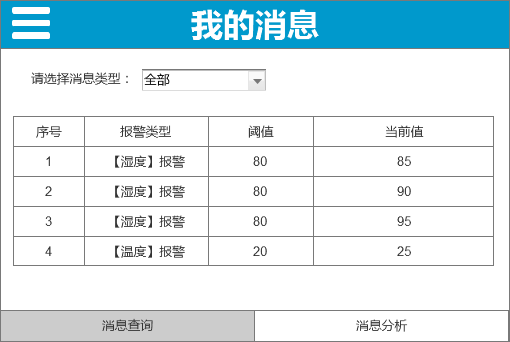 我的消息
请选择消息类型： 全部
序号 报警类型 阈值 当前值
1 【湿度】报警 80 85
2 【湿度】报警 80 90
3 【湿度】报警 80 95
4 【温度】报警 20 25
消息查询 消息分析